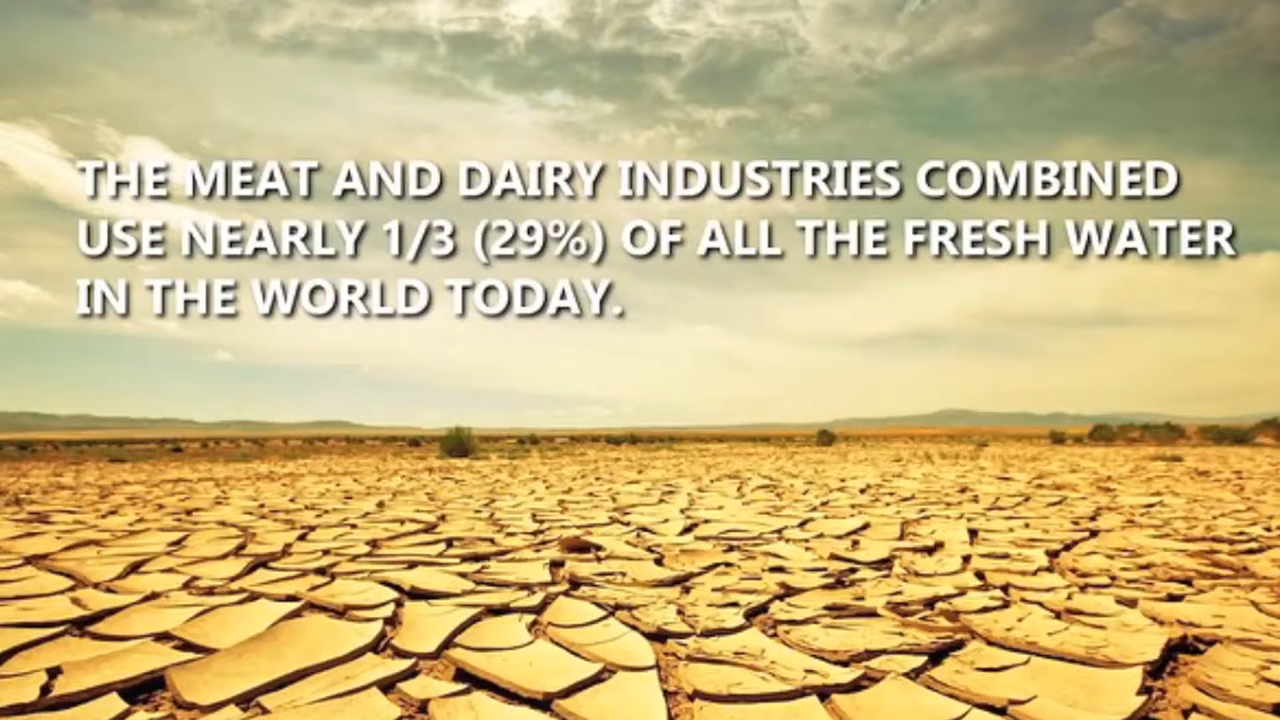 THE MEAT AND DAIRY INDUSTRIES COMBINED
USE NEARLY 1/3 (29%) OF ALL THE FRESH WATER
IN THE WORLD TODAY.